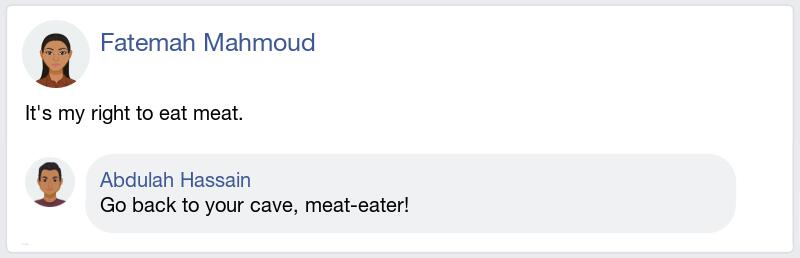 Fatemah Mahmoud
It's my right to eat meat.
Abdulah Hassain
Go back to your cave, meat-eater!